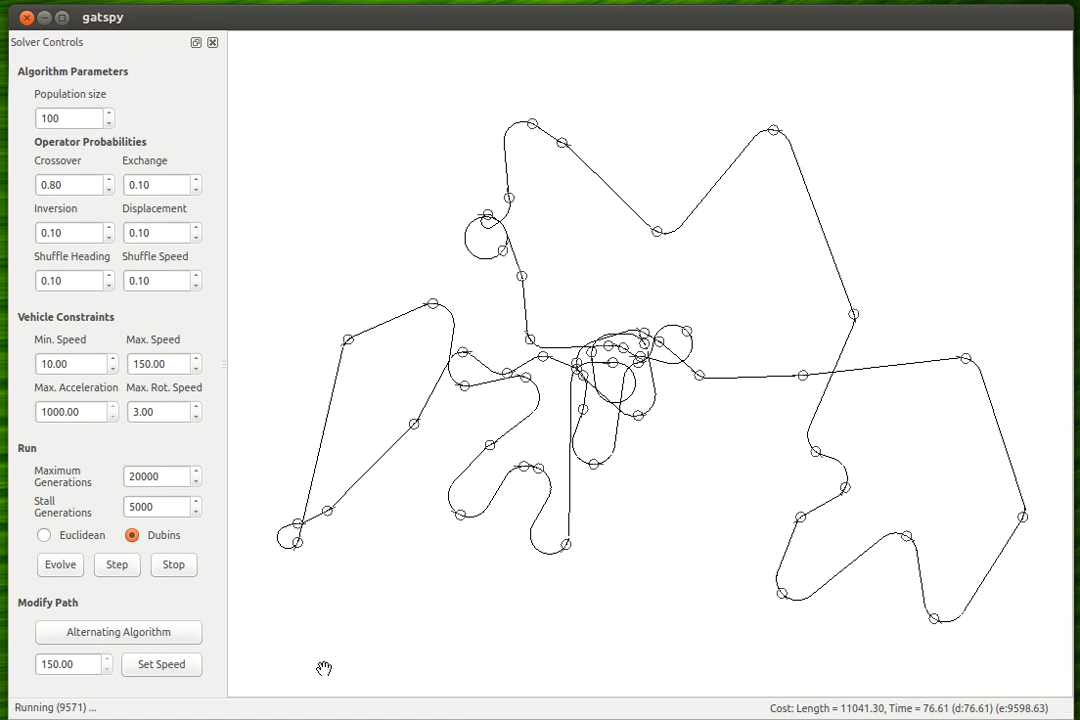 gatspy
Solver Controls
Algorithm Parameters
Population size
100
Operator Probabilities
Crossover Exchange
0.80 0.10
Inversion Displacement
0.10 0.10
Shuffle Heading Shuffle Speed
0.10 0.10
Vehicle Constraints
Min. Speed Max. Speed
10.00 150.00
Max. Acceleration Max. Rot. Speed
1000.00 3.00
Run
Maximum
Generations
20000
Stall
Generations
5000
Euclidean Dubins
Evolve Step Stop
Modify Path
Alternating Algorithm
150.00 Set Speed
Running (9571) ... Cost: Length = 11041.30, Time = 76.61 (d:76.61) (e:9598.63)